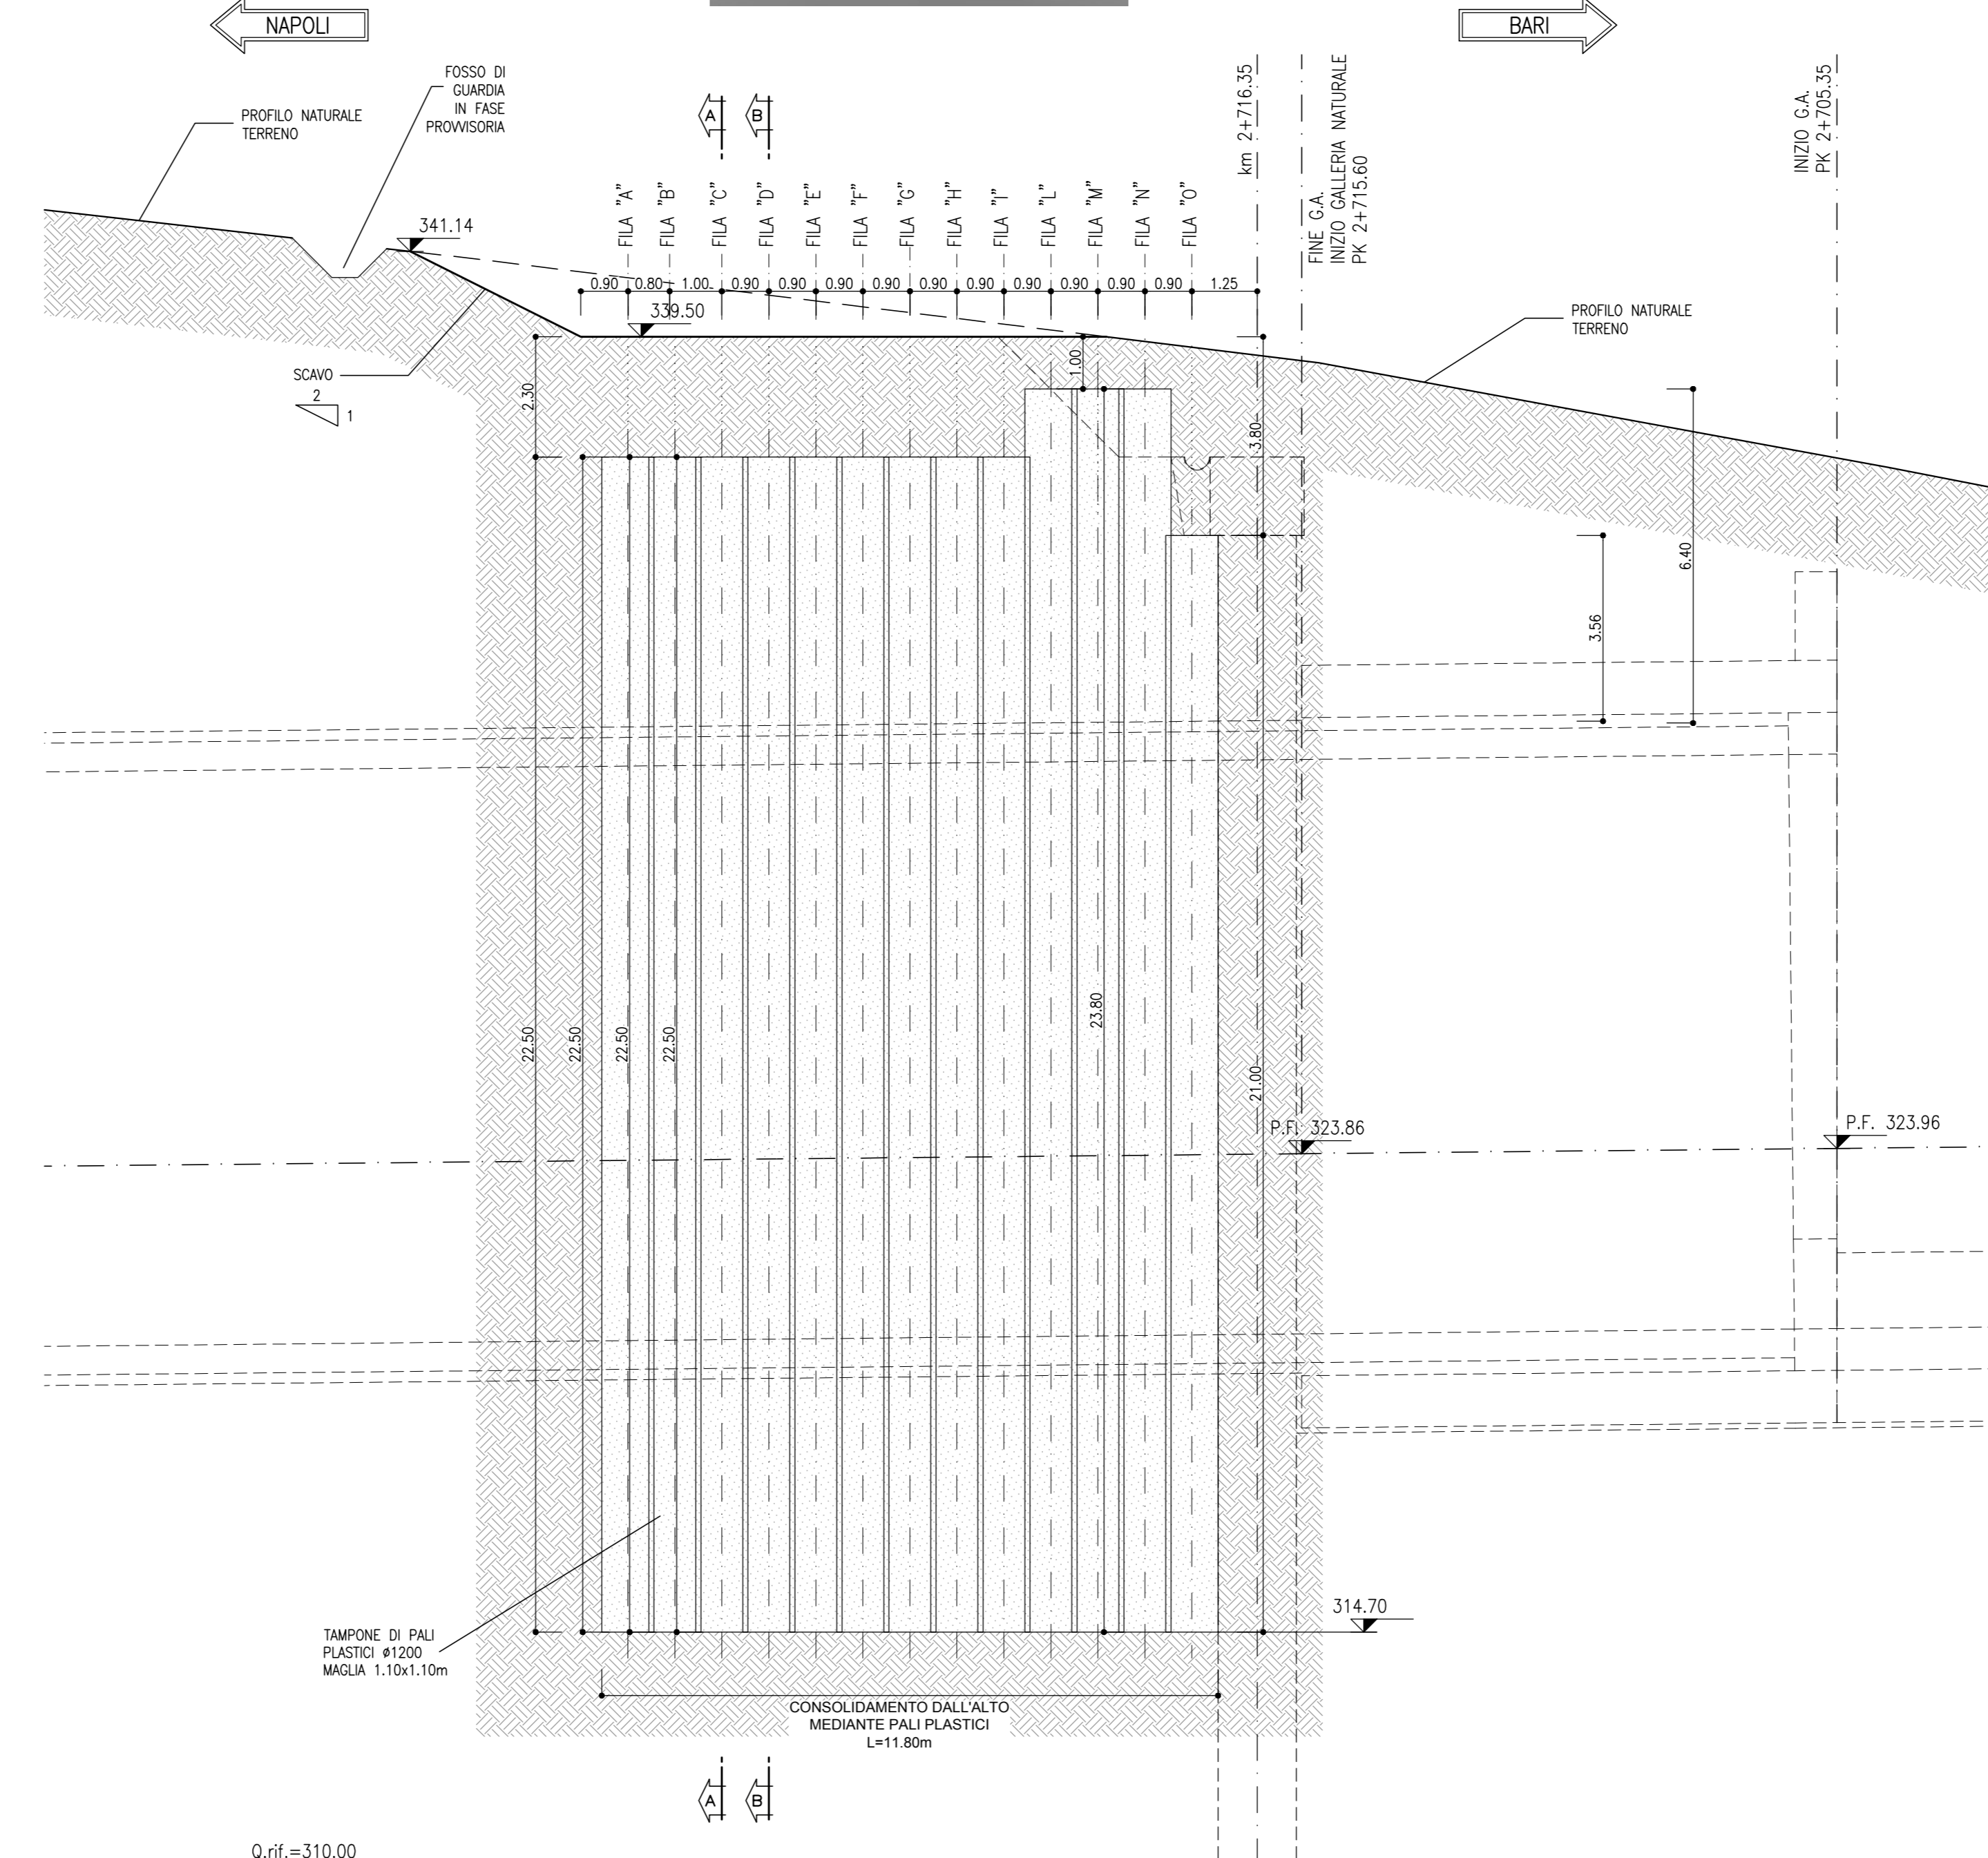 NAPOLI
BARI
FOSSO DI
GUARDIA
IN FASE
PROVVISORIA
PROFILO NATURALE
TERRENO
A
B
km 2+716.35
FINE G.A.
INIZIO GALLERIA NATURALE
PK 2+715.60
INIZIO G.A.
PK 2+705.35
FILA "A"
FILA "B"
FILA "C"
FILA "D"
FILA "E"
FILA "F"
FILA "G"
FILA "H"
FILA "I"
FILA "L"
FILA "M"
FILA "N"
FILA "O"
341.14
0.90 0.80 1.00 0.90 0.90 0.90 0.90 0.90 0.90 0.90 0.90 0.90 0.90 1.25
339.50
PROFILO NATURALE
TERRENO
SCAVO
2
1
2.30
1.00
3.80
6.40
3.56
22.50
22.50
22.50
22.50
23.80
21.00
P.F. 323.86
P.F. 323.96
314.70
TAMPONE DI PALI
PLASTICI ø1200
MAGLIA 1.10x1.10m
CONSOLIDAMENTO DALL'ALTO
MEDIANTE PALI PLASTICI
L=11.80m
A
B
Q.rif.=310.00